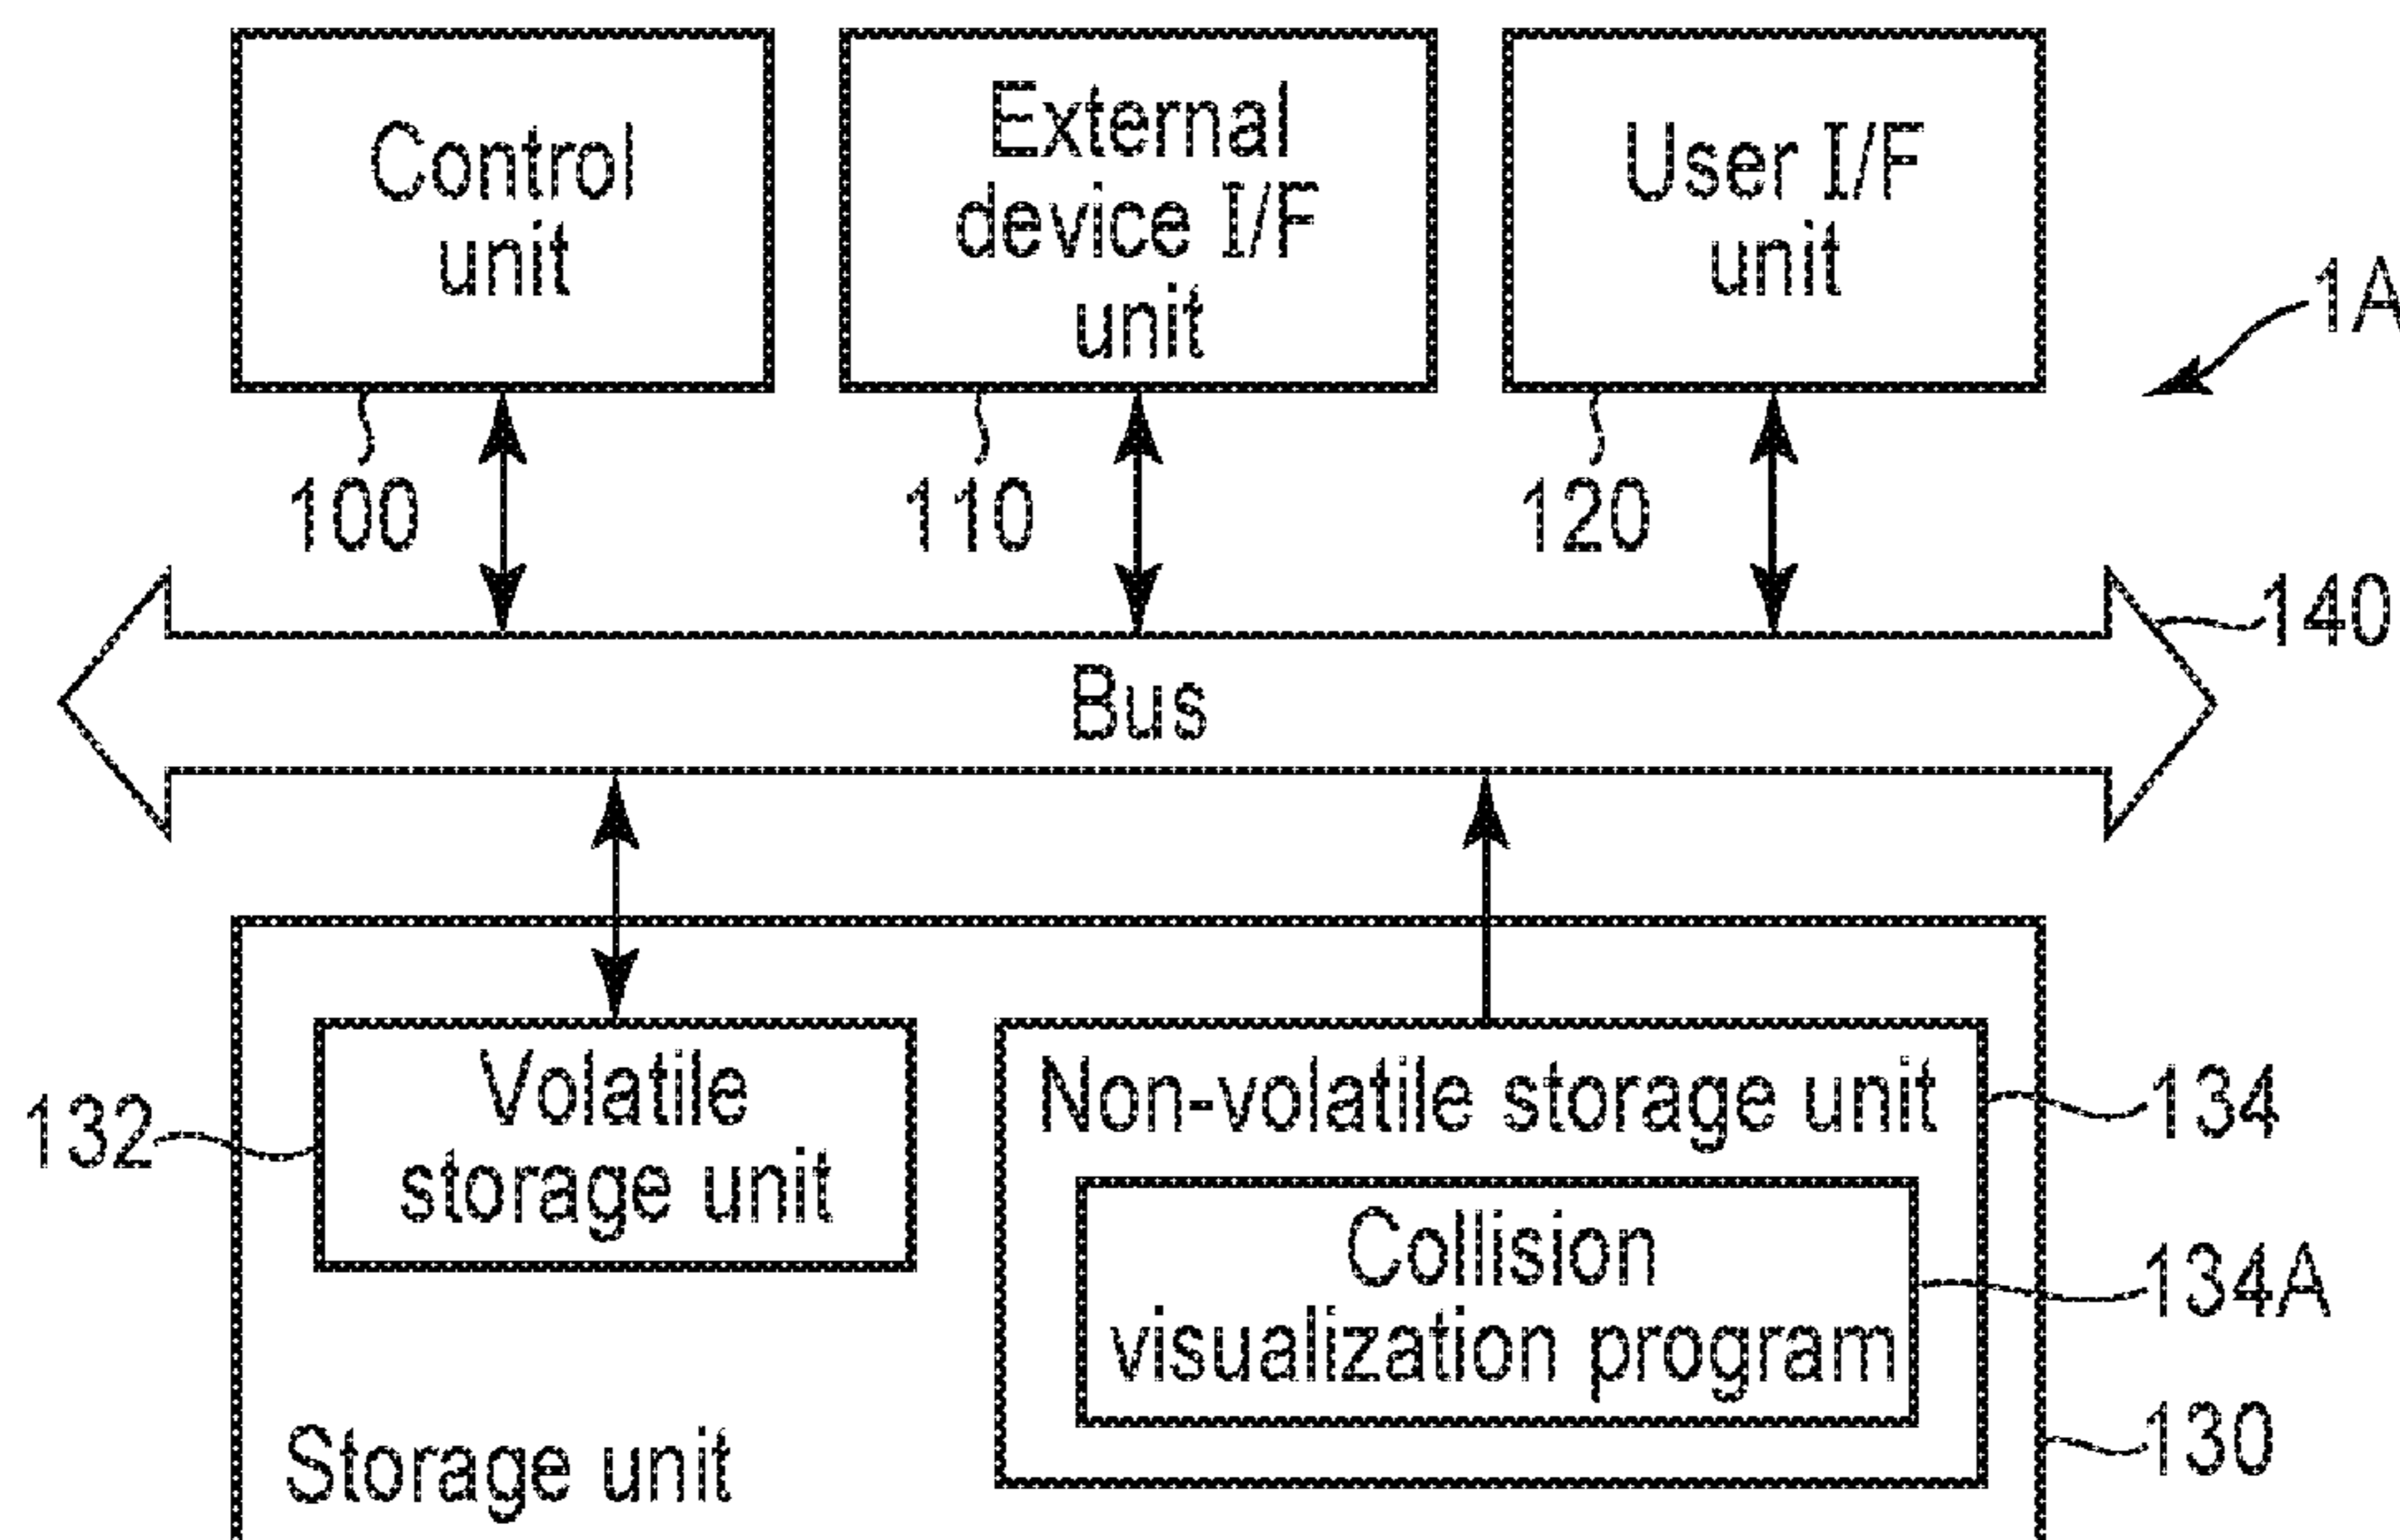 Control
unit
External
device I/F
unit
User I/F
unit
1A
100
110
120
140
Bus
132
Volatile
storage unit
Non-volatile storage unit
134
Collision
visualization program
134A
Storage unit
130